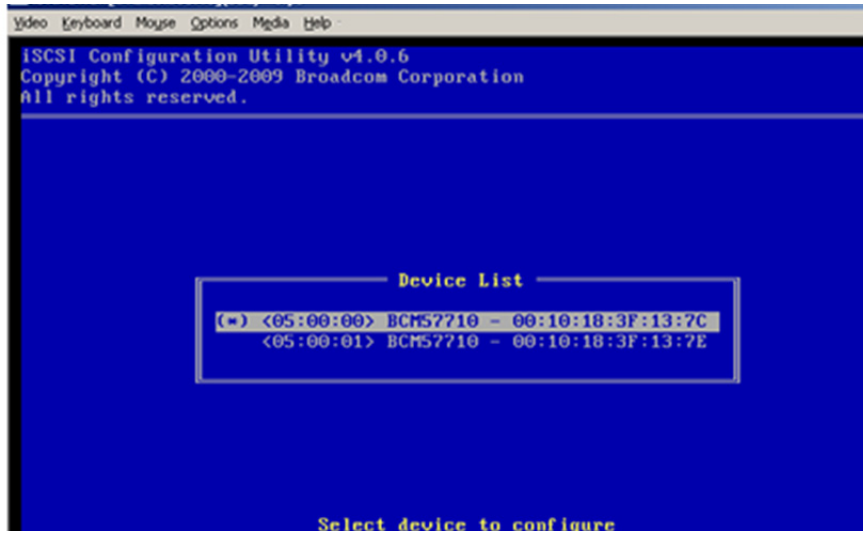 Video Keyboard Mouse Options Media Help
iSCSI Configuration Utility v4.0.6
Copyright (C) 2000-2009 Broadcom Corporation
All rights reserved.
Device List
(*) <05:00:00> BCM57710 - 00:10:18:3F:13:7C
<05:00:01> BCM57710 - 00:10:18:3F:13:7E
Select device to configure